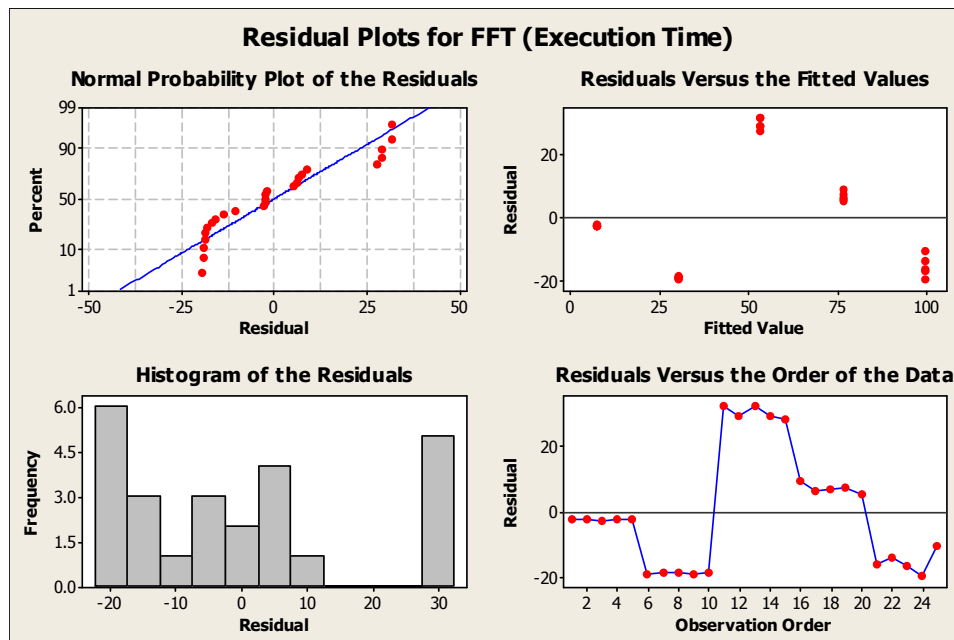 Residual Plots for FFT (Execution Time)
Normal Probability Plot of the Residuals
99
90
50
10
1
Percent
-50 -25 0 25 50
Residual
Residuals Versus the Fitted Values
20
0
-20
Residual
0 50 100
Fitted Value
Histogram of the Residuals
6.0
4.5
3.0
1.5
0.0
Frequency
-20 -10 0 10 20 30
Residual
Residuals Versus the Order of the Data
20
0
-20
Residual
2 4 6 8 10 12 14 16 18 20 22 24
Observation Order